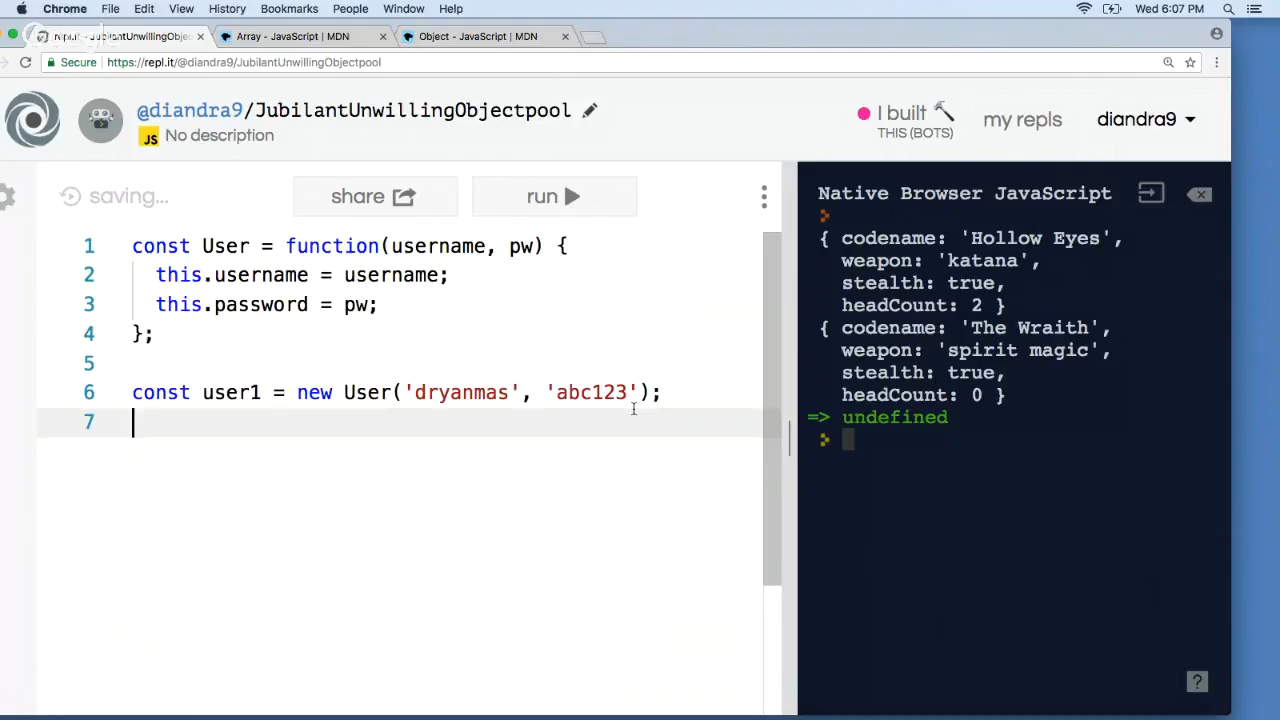 Chrome File Edit View History Bookmarks People Window Help Wed 6:07 PM
JubilantUnwillingObjec Array - JavaScript | MDN Object - JavaScript | MDN
Secure https://repl.it/@diandra9/JubilantUnwillingObjectpool
@diandra9/JubilantUnwillingObjectpool
JS No description
I built
THIS (BOTS)
my repls
diandra9
saving...
share
run
1 const User = function(username, pw) {
2 this.username = username;
3 this.password = pw;
4 };
5
6 const user1 = new User('dryanmas', 'abc123');
7
Native Browser JavaScript
{ codename: 'Hollow Eyes',
weapon: 'katana',
stealth: true,
headCount: 2 }
{ codename: 'The Wraith',
weapon: 'spirit magic',
stealth: true,
headCount: 0 }
=> undefined
?